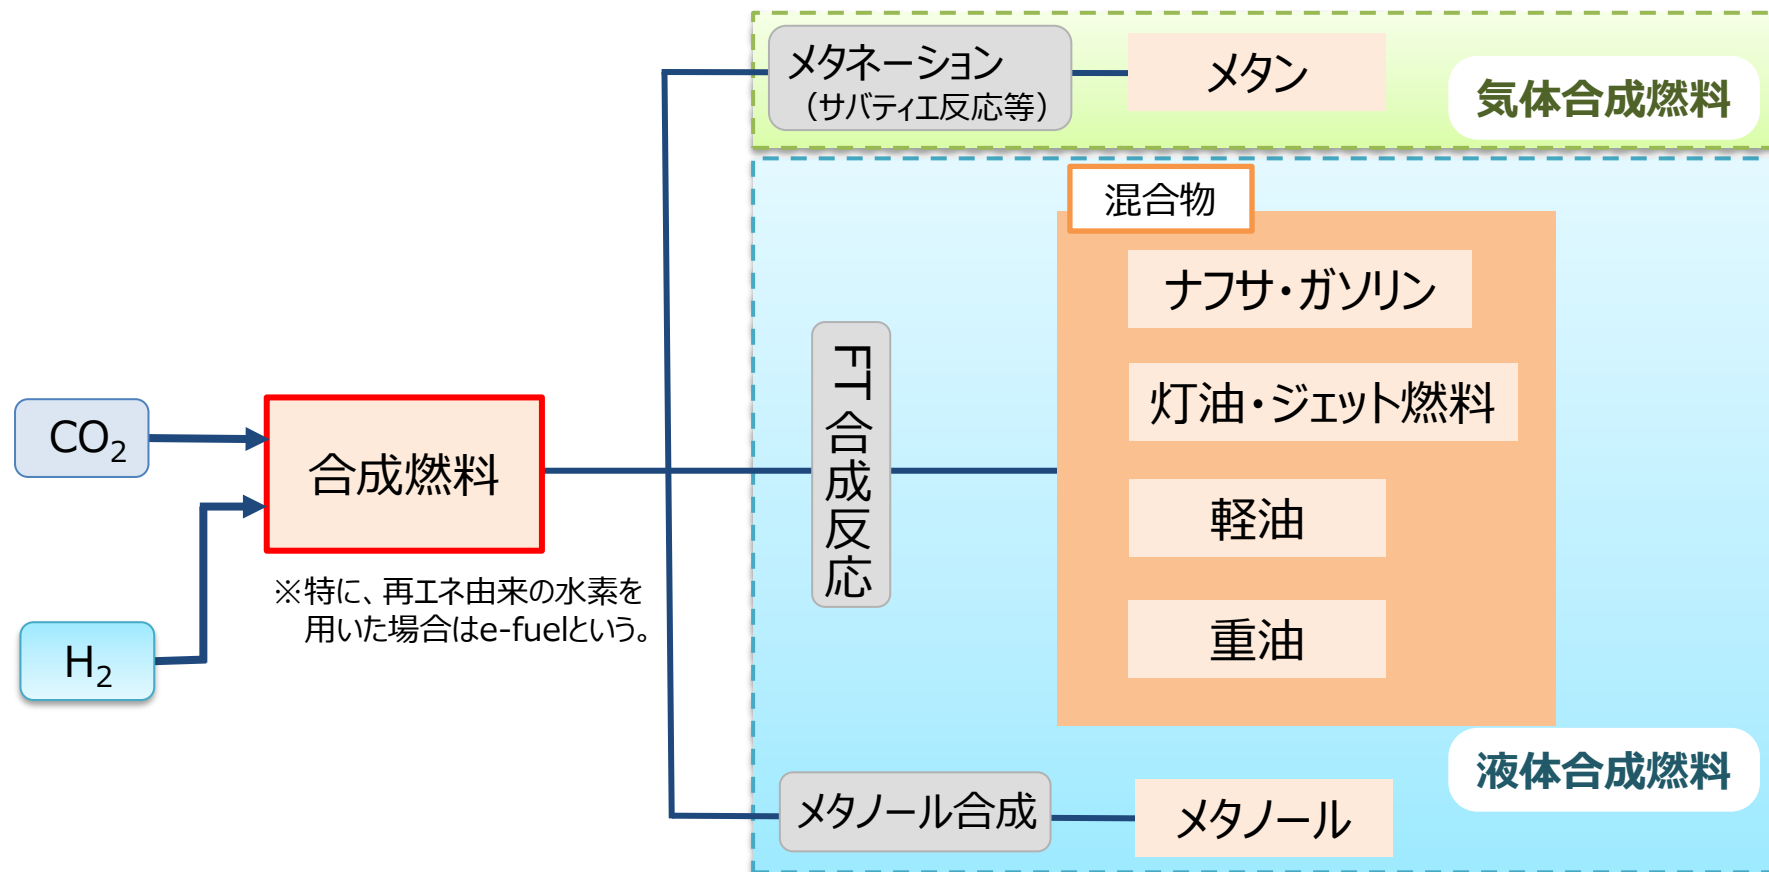 CO₂
H₂
合成燃料
※特に、再エネ由来の水素を
用いた場合はe-fuelという。
メタネーション
（サバティエ反応等）
メタン
気体合成燃料
混合物
FT合成反応
ナフサ・ガソリン
灯油・ジェット燃料
軽油
重油
液体合成燃料
メタノール合成
メタノール